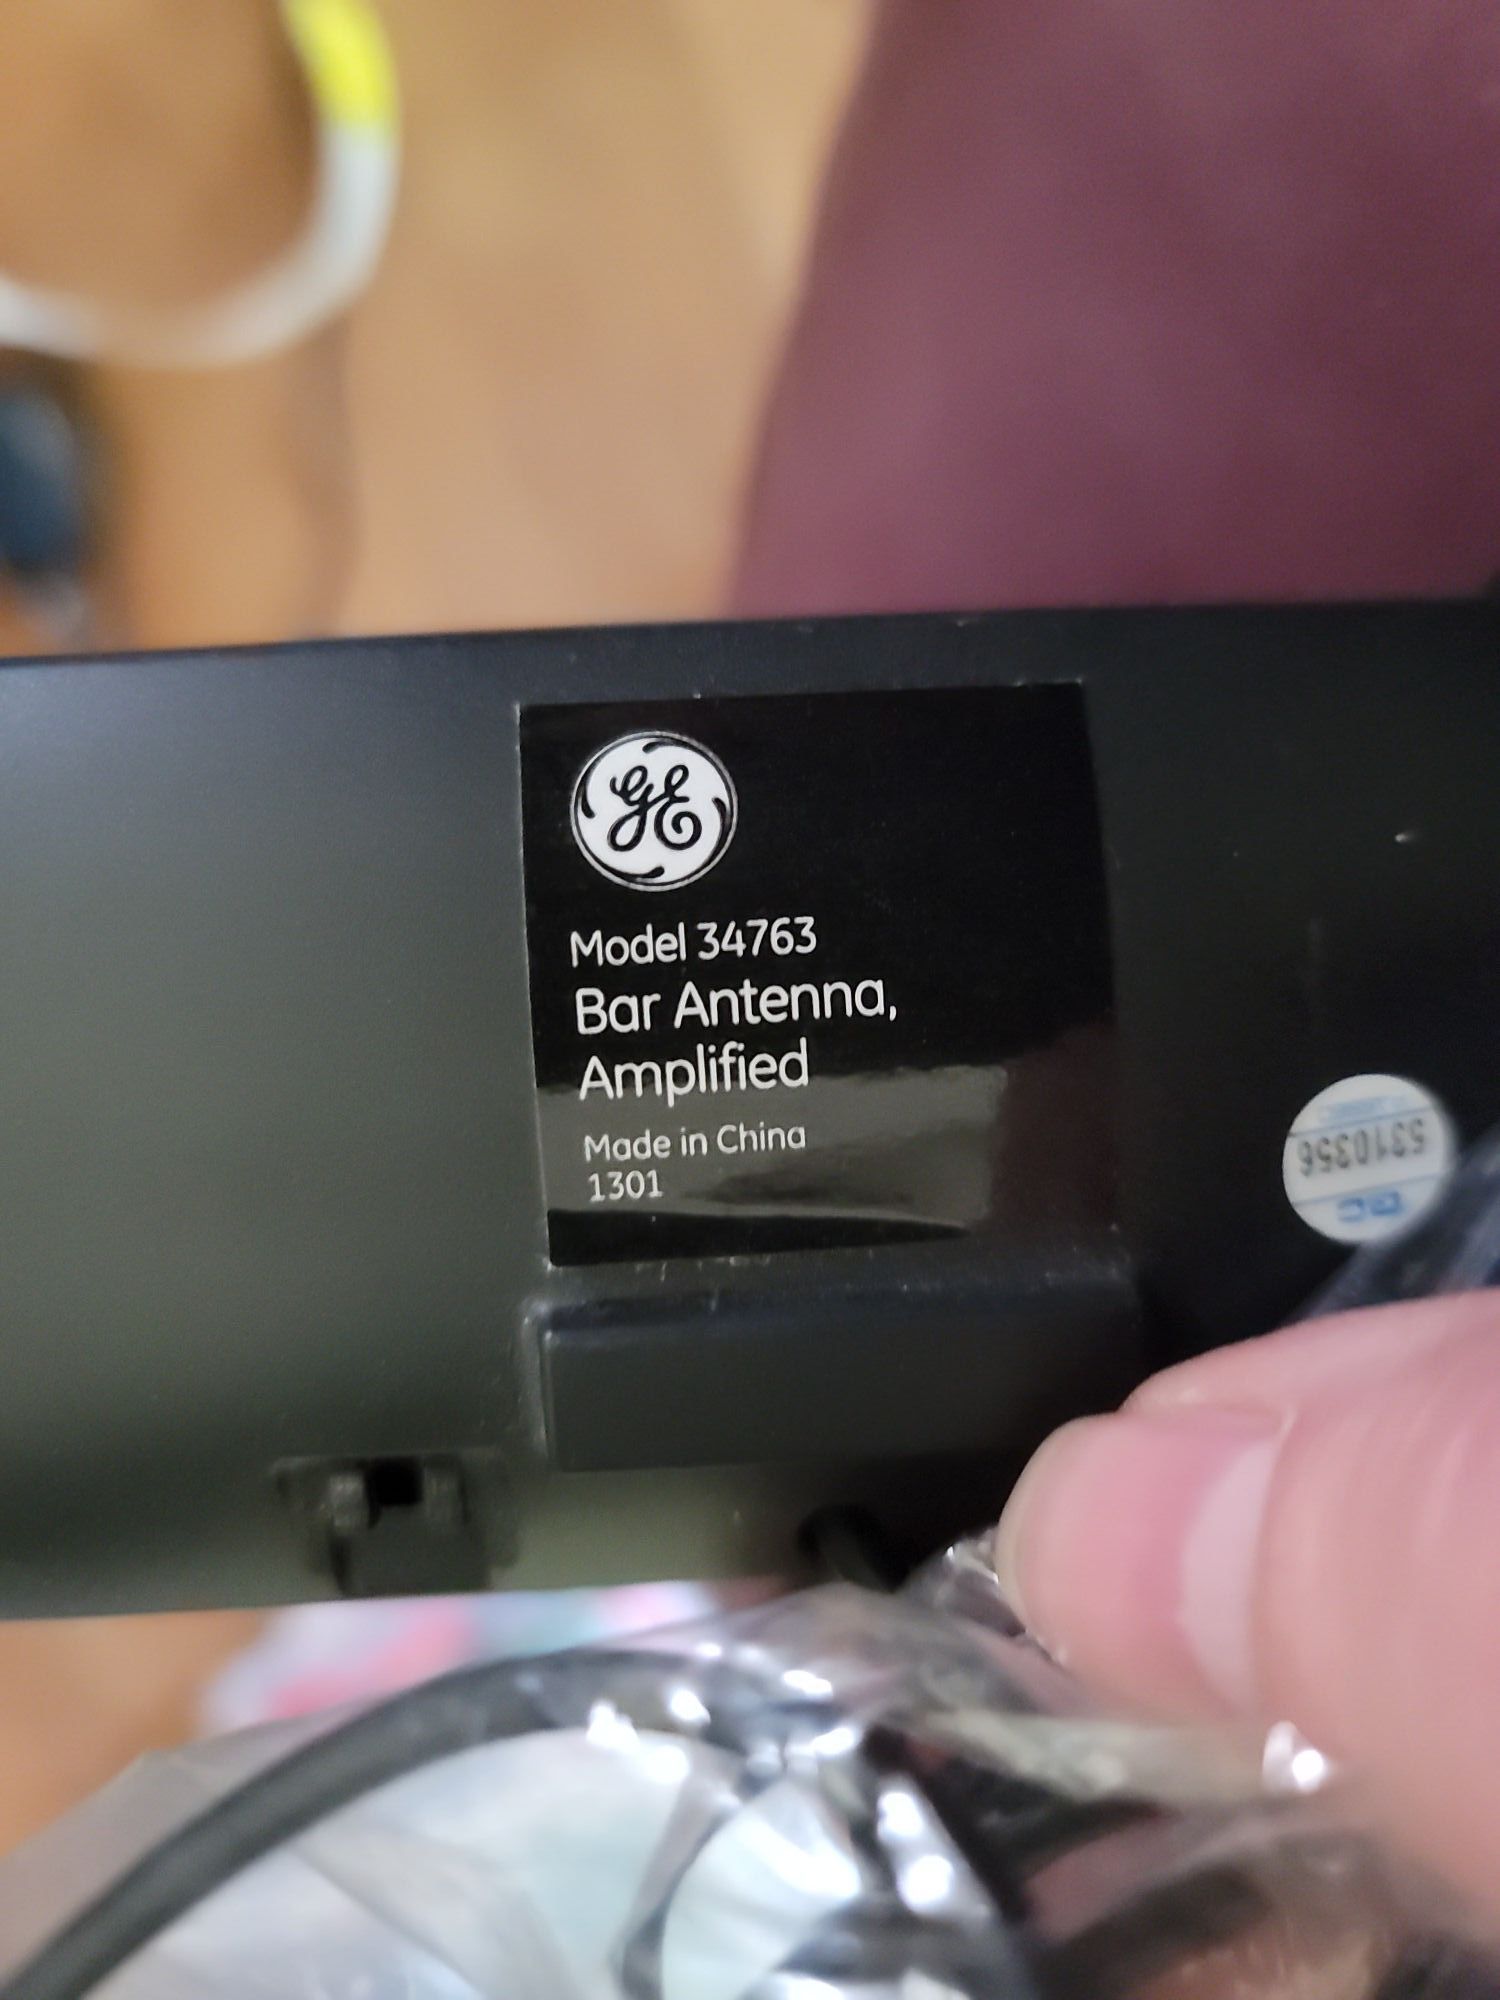 GE
Model 34763
Bar Antenna,
Amplified
Made in China
1301
5310356